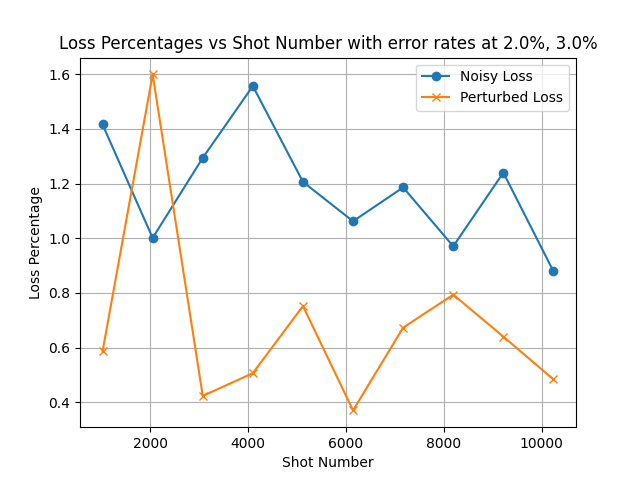 Loss Percentages vs Shot Number with error rates at 2.0%, 3.0%
Noisy Loss
Perturbed Loss
Loss Percentage
1.6
1.4
1.2
1.0
0.8
0.6
0.4
2000 4000 6000 8000 10000
Shot Number